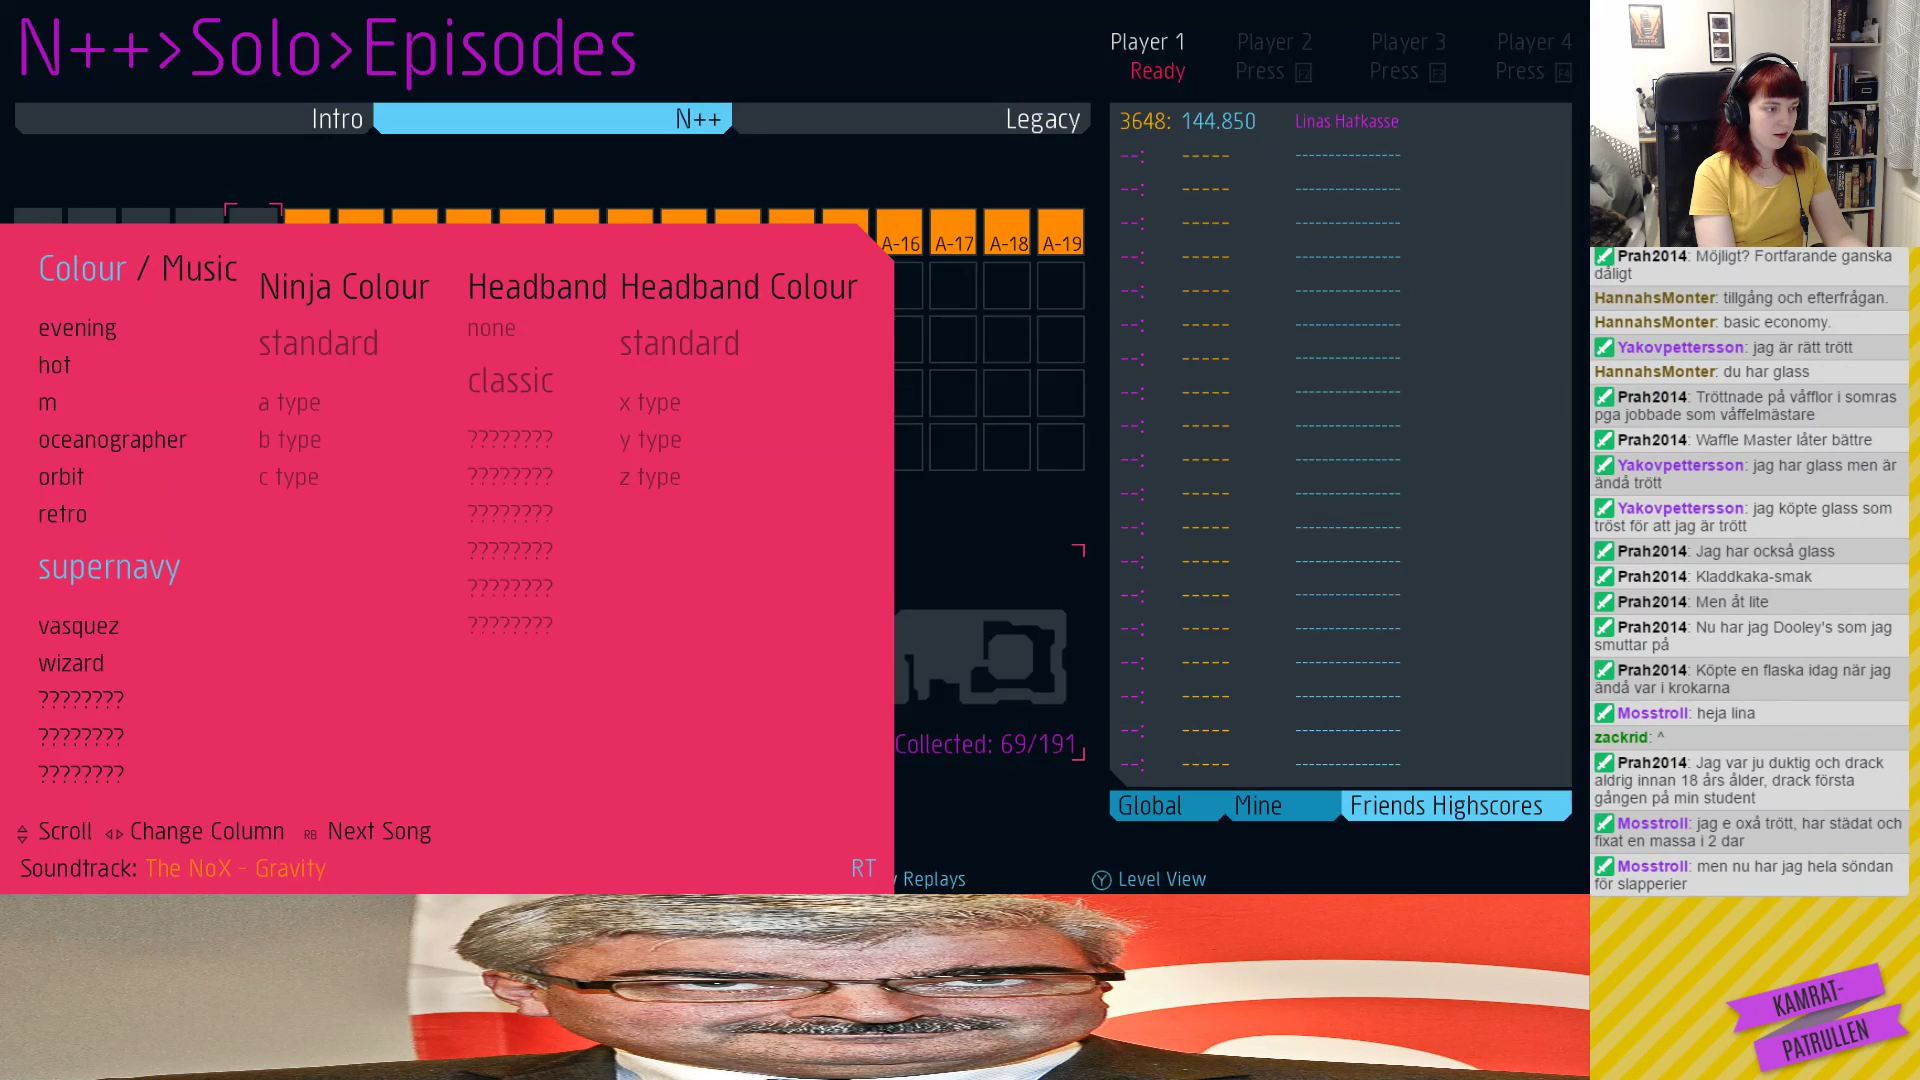 N++>Solo>Episodes
Player 1
Ready
Player 2
Press F2
Player 3
Press
Player 4
Press F4
Intro
N++
Legacy
3648: 144.850 Linas Hatkasse
A-16 A-17 A-18 A-19
Colour / Music
evening
hot
m
oceanographer
orbit
retro
supernavy
vasquez
wizard
????????
????????
????????
Ninja Colour
standard
a type
b type
c type
Headband
none
classic
????????
????????
????????
????????
????????
????????
Headband Colour
standard
x type
y type
z type
Scroll Change Column RB Next Song
Soundtrack: The NoX - Gravity
RT
Collected: 69/191
Global
Mine
Friends Highscores
Replays
Y Level View
Prah2014: Möjligt? Fortfarande ganska
dåligt
HannahsMonter: tillgång och efterfrågan.
HannahsMonter: basic economy.
Yakovpettersson: jag är rätt trött
HannahsMonter: du har glass
Prah2014: Tröttnade på våfflor i somras
pga jobbade som våffelmästare
Prah2014: Waffle Master låter bättre
Yakovpettersson: jag har glass men är
ändå trött
Yakovpettersson: jag köpte glass som
tröst för att jag är trött
Prah2014: Jag har också glass
Prah2014: Kladdkaka-smak
Prah2014: Men åt lite
Prah2014: Nu har jag Dooley's som jag
smuttar på
Prah2014: Köpte en flaska idag när jag
ändå var i krokarna
Mosstroll: heja lina
zackrid: ^
Prah2014: Jag var ju duktig och drack
aldrig innan 18 års ålder, drack första
gången på min student
Mosstroll: jag e oxå trött, har städat och
fixat en massa i 2 dar
Mosstroll: men nu har jag hela söndan
för slapperier
KAMRAT-
PATRULLEN